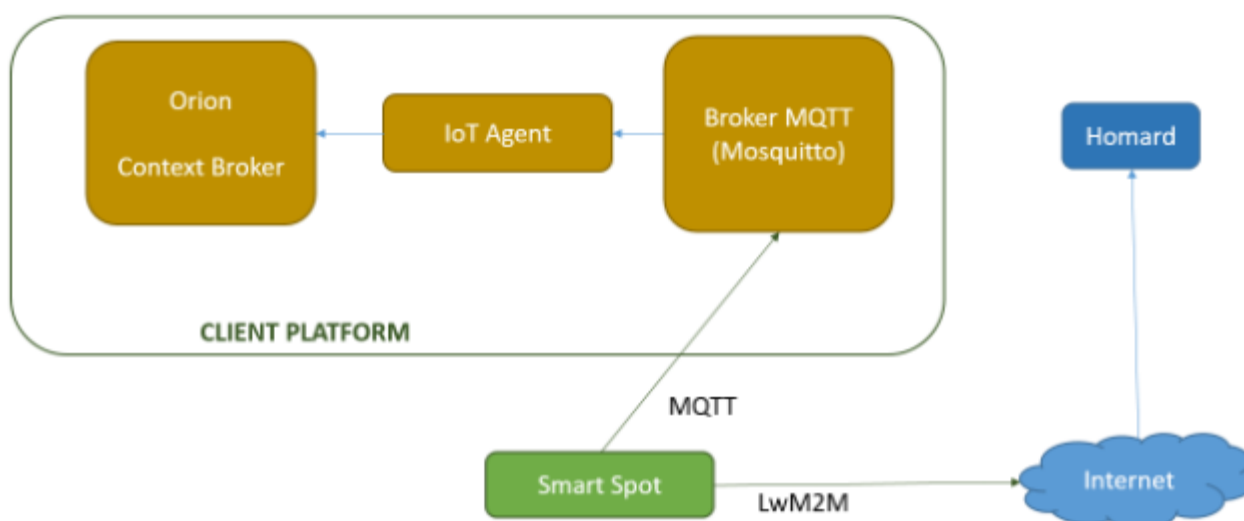 Orion
Context Broker
IoT Agent
Broker MQTT
(Mosquitto)
Homard
CLIENT PLATFORM
MQTT
Smart Spot
LwM2M
Internet